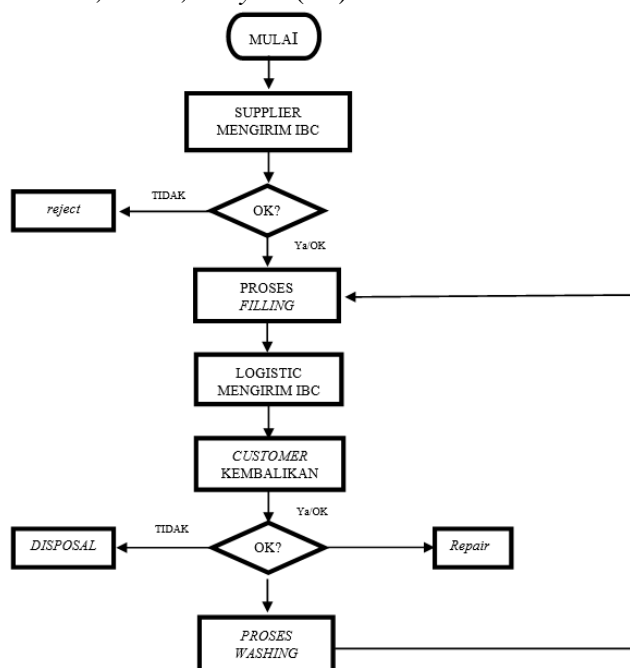 MULAI
SUPPLIER
MENGIRIM IBC
TIDAK
reject
OK?
Ya/OK
PROSES
FILLING
LOGISTIC
MENGIRIM IBC
CUSTOMER
KEMBALIKAN
Ya/OK
TIDAK
DISPOSAL
OK?
Repair
PROSES
WASHING